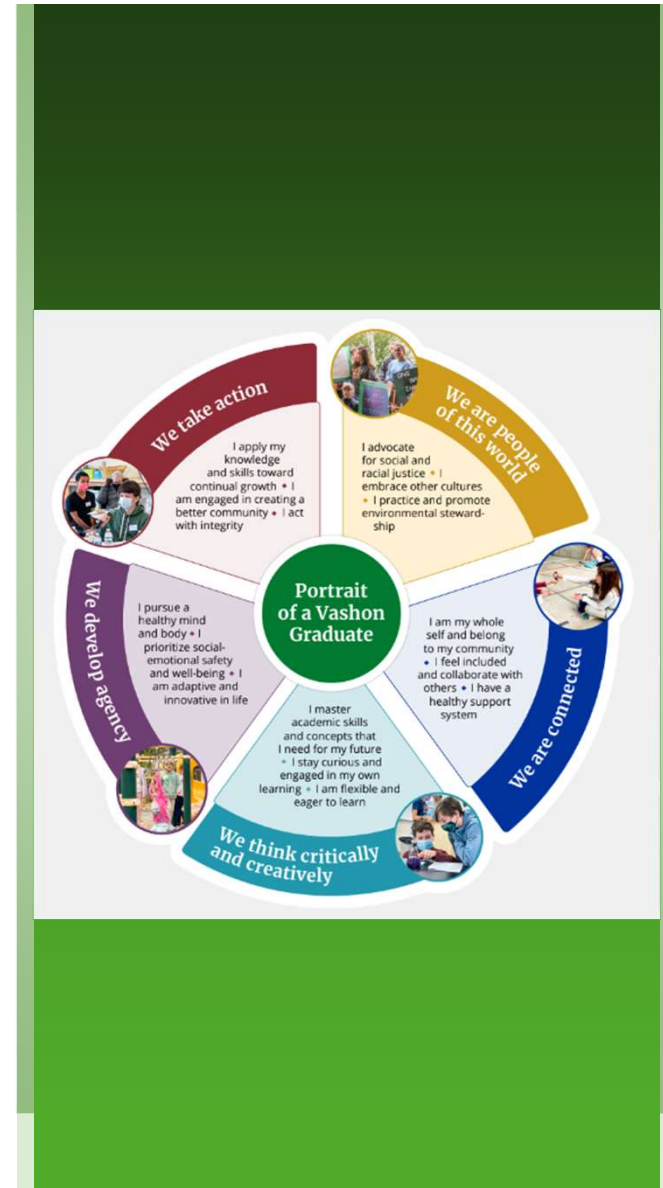 Portrait
of a Vashon
Graduate
We take action
I apply my
knowledge
and skills toward
continual growth • I
am engaged in creating a
better community • I act
with integrity
We are people
of this world
I advocate
for social and
racial justice • I
embrace other cultures
• I practice and promote
environmental steward-
ship
We are connected
I am my whole
self and belong
to my community
• I feel included
and collaborate with
others • I have a
healthy support
system
We think critically
and creatively
I master
academic skills
and concepts that
I need for my future
• I stay curious and
engaged in my own
learning • I am flexible and
eager to learn
We develop agency
I pursue a
healthy mind
and body • I
prioritize social-
emotional safety
and well-being • I
am adaptive and
innovative in life